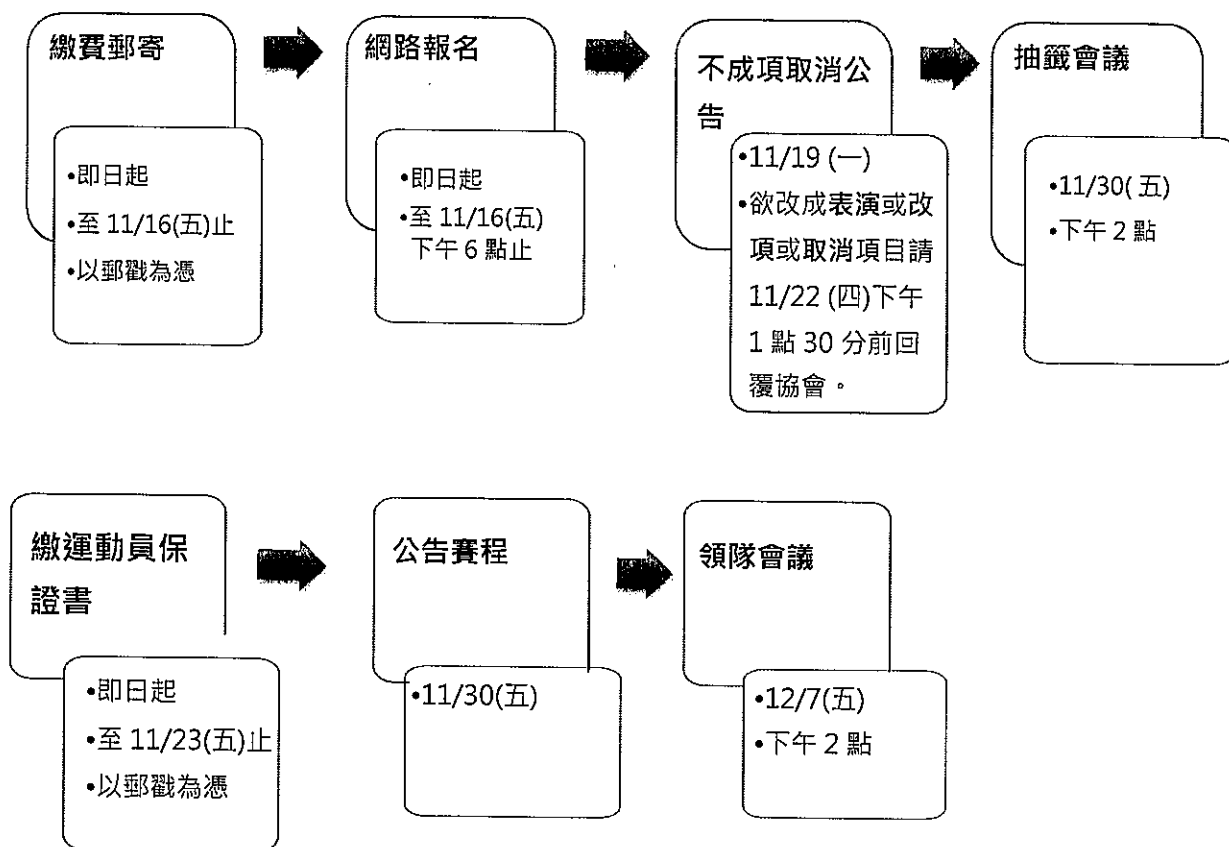 繳費郵寄
•即日起
•至 11/16(五)止
•以郵戳為憑
網路報名
•即日起
•至 11/16(五)
下午 6 點止
不成項取消公
告
•11/19 (一)
•欲改成表演或改
項或取消項目請
11/22 (四)下午
1 點 30 分前回
覆協會。
抽籤會議
•11/30( 五)
•下午 2 點
繳運動員保
證書
•即日起
•至 11/23(五)止
•以郵戳為憑
公告賽程
•11/30(五)
領隊會議
•12/7(五)
•下午 2 點